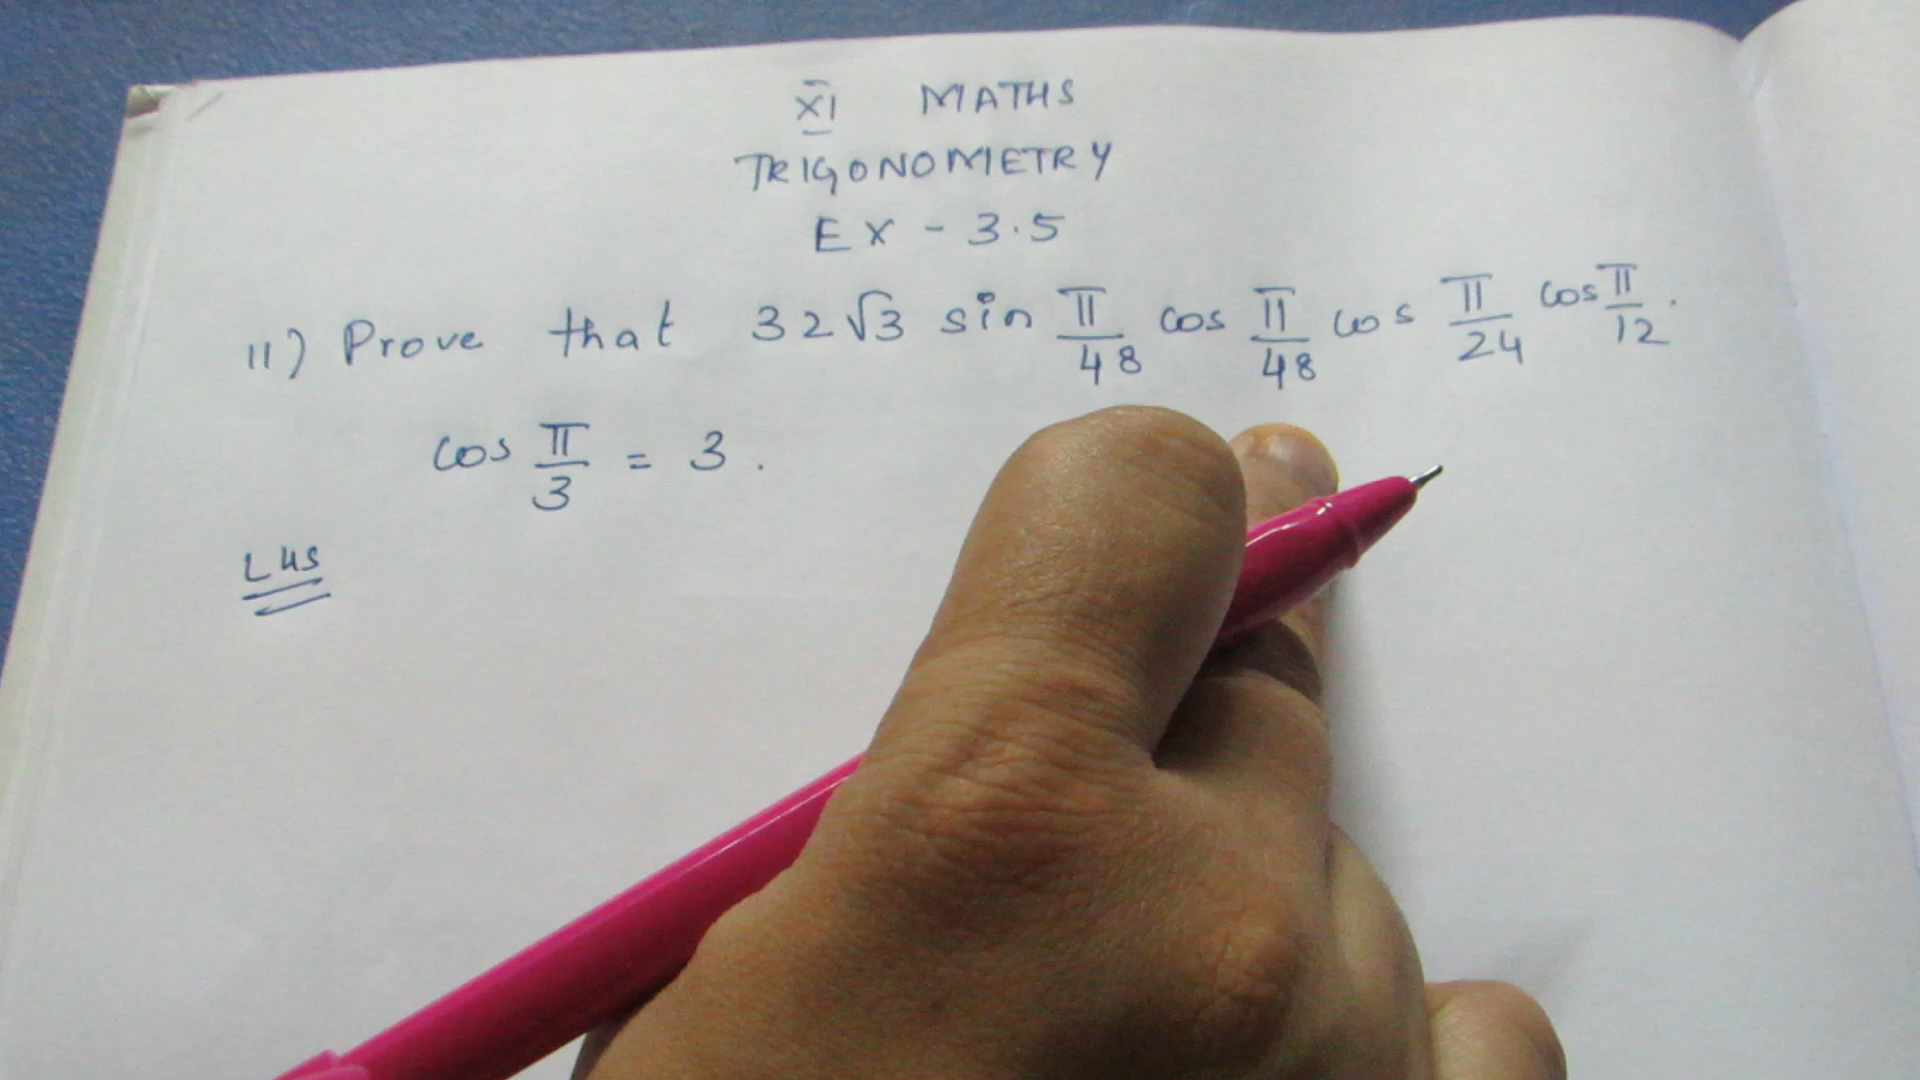 XI MATHS
TRIGONOMETRY
EX - 3.5
11) Prove that 32√3 sin π/48 cos π/48 cos π/24 cos π/12.
cos π/3 = 3.
LHS